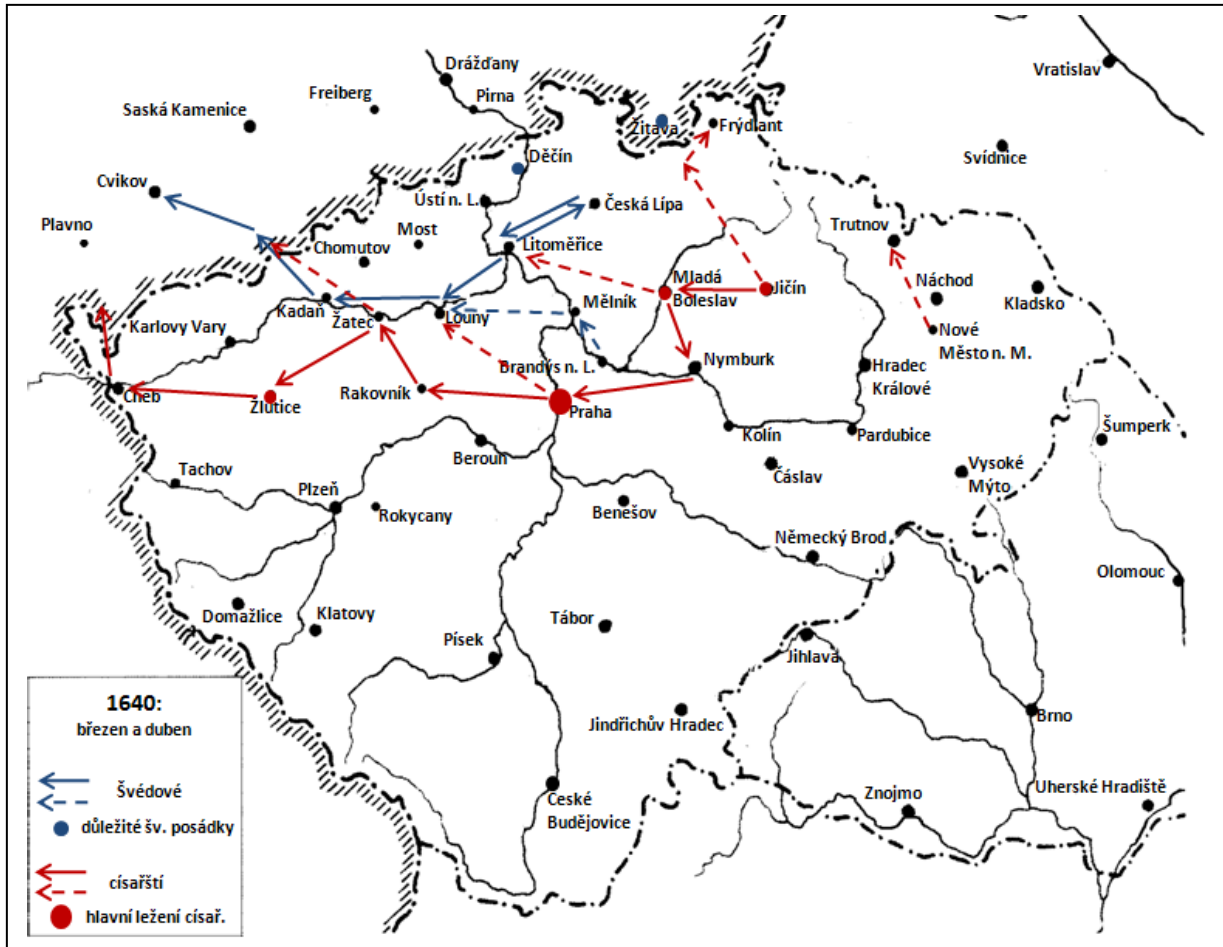 Drážďany
Vratislav
Freiberg
Pirna
Saská Kamenice
Žitava
Frýdlant
Svídnice
Děčín
Cvikov
Ústí n. L.
Česká Lípa
Plavno
Most
Trutnov
Chomutov
Litoměřice
Mladá
Boleslav
Jičín
Náchod
Kladsko
Kadaň
Mělník
Karlovy Vary
Žatec
Louny
Nové
Město n. M.
Brandýs n. L.
Nymburk
Hradec
Králové
Cheb
Žlutice
Rakovník
Praha
Kolín
Pardubice
Šumperk
Beroun
Tachov
Čáslav
Vysoké
Mýto
Plzeň
Rokycany
Benešov
Německý Brod
Olomouc
Domažlice
Klatovy
Tábor
Písek
Jihlava
1640:
březen a duben
Jindřichův Hradec
Brno
Švédové
České
Budějovice
Znojmo
Uherské Hradiště
důležité šv. posádky
císařští
hlavní ležení císař.